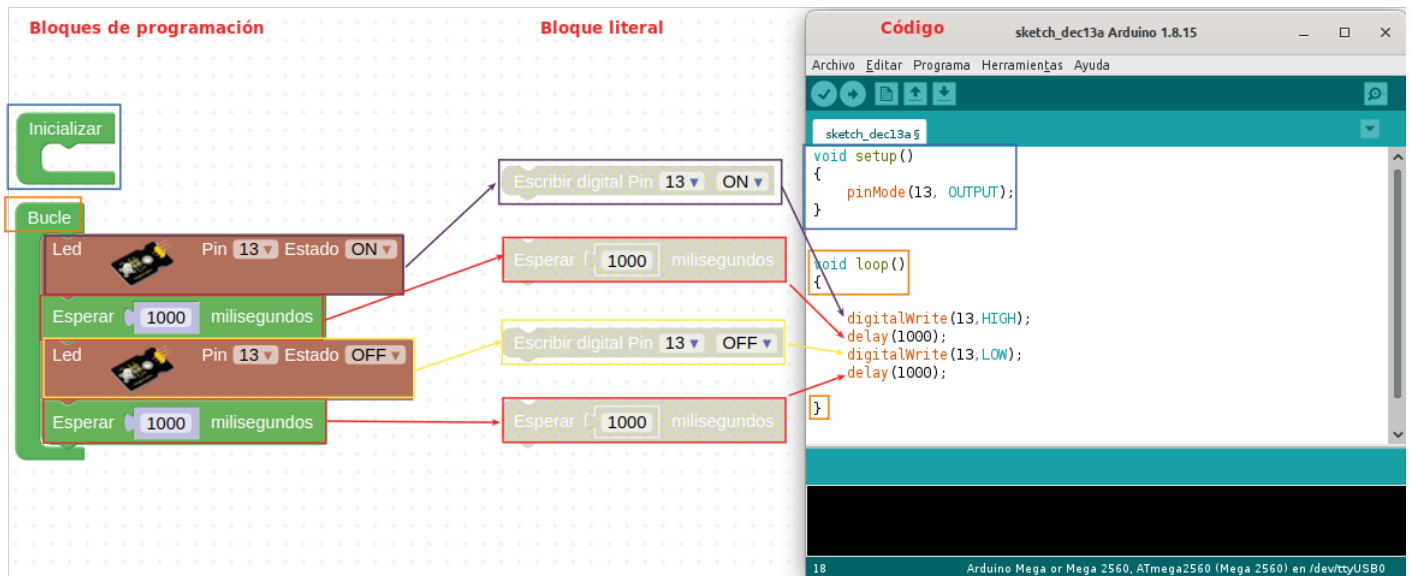 Bloques de programación
Inicializar
Bucle
Led Pin 13 Estado ON
Esperar 1000 milisegundos
Led Pin 13 Estado OFF
Esperar 1000 milisegundos
Bloque literal
Escribir digital Pin 13 ON
Esperar 1000 milisegundos
Escribir digital Pin 13 OFF
Esperar 1000 milisegundos
Código
sketch_dec13a Arduino 1.8.15
Archivo Editar Programa Herramientas Ayuda
sketch_dec13a §
void setup()
{
pinMode(13, OUTPUT);
}
void loop()
{
digitalWrite(13,HIGH);
delay(1000);
digitalWrite(13,LOW);
delay(1000);
}
18 Arduino Mega or Mega 2560, ATmega2560 (Mega 2560) en /dev/ttyUSB0